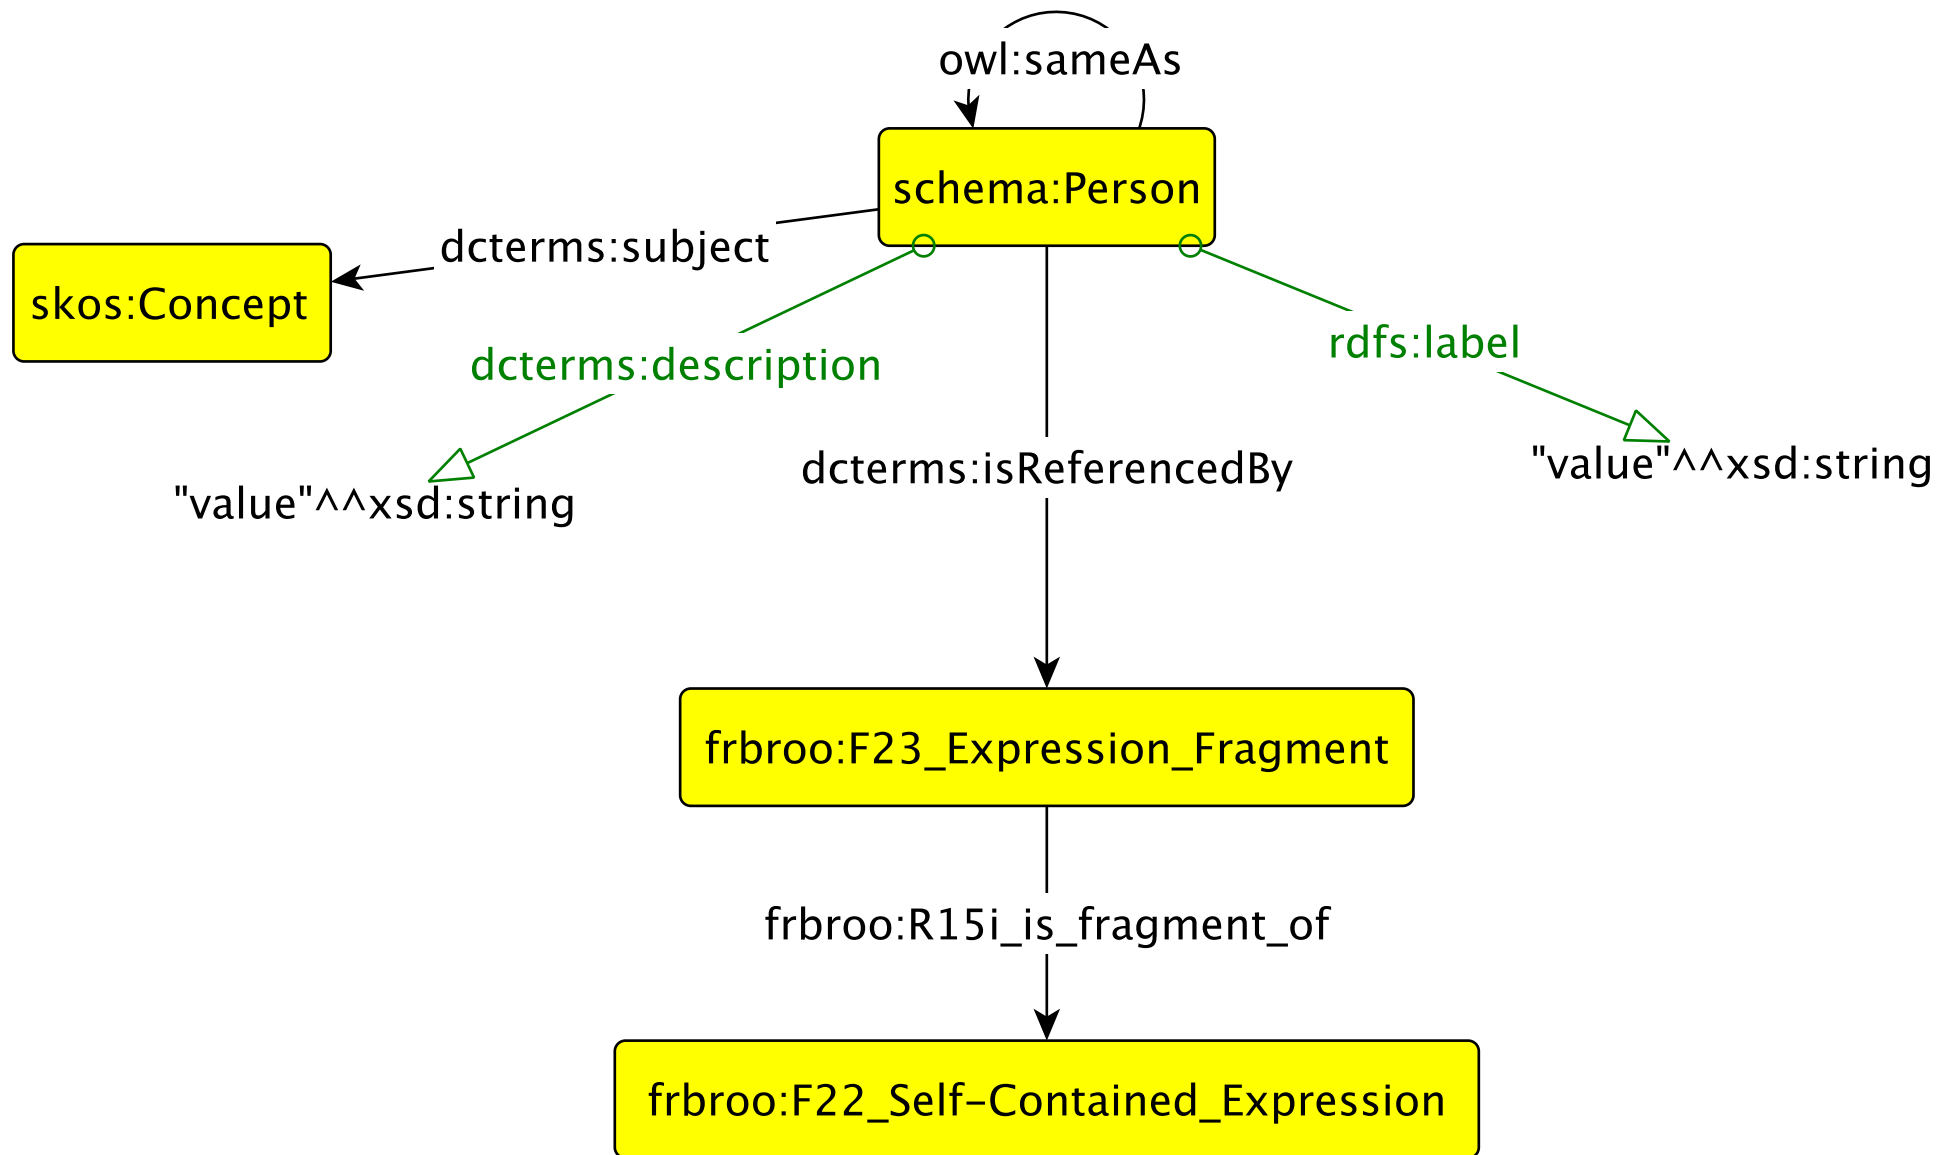 owl:sameAs
schema:Person
dcterms:subject
skos:Concept
rdfs:label
dcterms:description
"value"^^xsd:string
dcterms:isReferencedBy
"value"^^xsd:string
frbroo:F23_Expression_Fragment
frbroo:R15i_is_fragment_of
frbroo:F22_Self-Contained_Expression